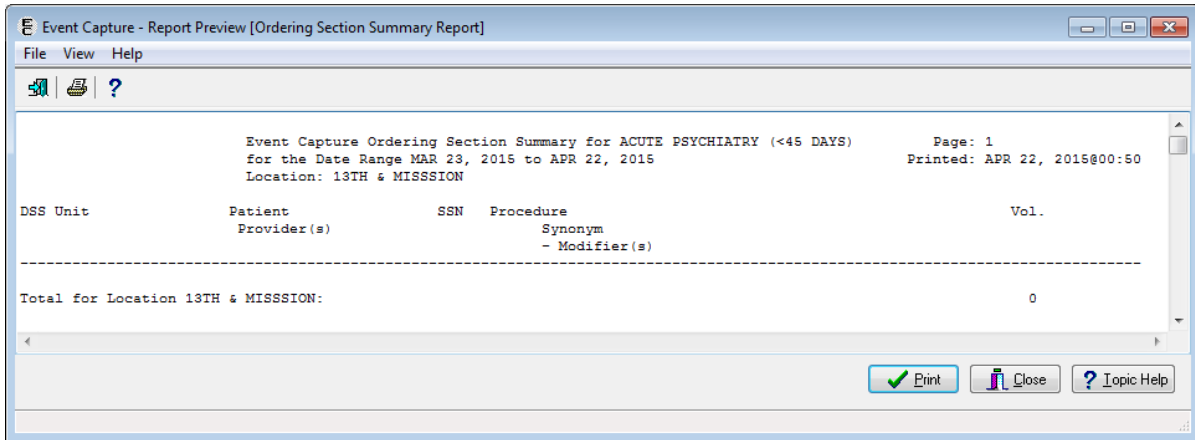 Event Capture - Report Preview [Ordering Section Summary Report]
File View Help
Event Capture Ordering Section Summary for ACUTE PSYCHIATRY (<45 DAYS) Page: 1
for the Date Range MAR 23, 2015 to APR 22, 2015 Printed: APR 22, 2015@00:50
Location: 13TH & MISSSION
DSS Unit Patient SSN Procedure Vol.
Provider(s) Synonym
- Modifier(s)
Total for Location 13TH & MISSSION: 0
Print Close ? Topic Help